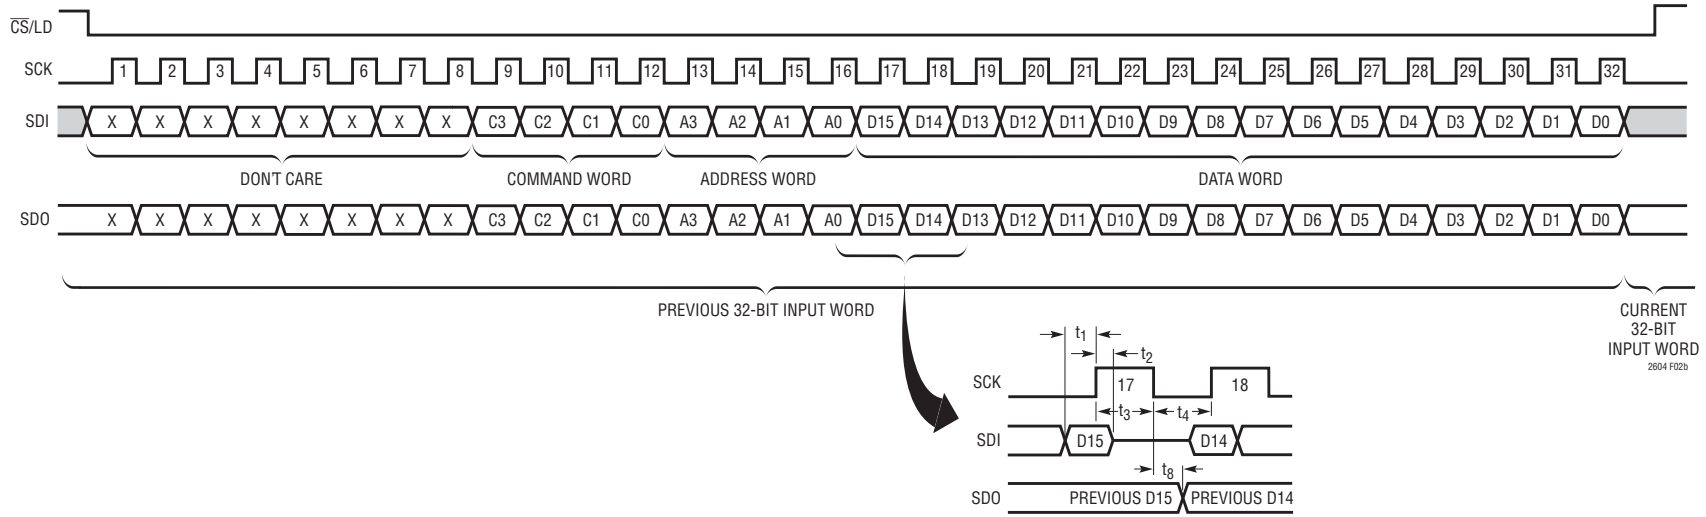 CS/LD
SCK 1 2 3 4 5 6 7 8 9 10 11 12 13 14 15 16 17 18 19 20 21 22 23 24 25 26 27 28 29 30 31 32
SDI X X X X X X X X C3 C2 C1 C0 A3 A2 A1 A0 D15 D14 D13 D12 D11 D10 D9 D8 D7 D6 D5 D4 D3 D2 D1 D0
DON'T CARE COMMAND WORD ADDRESS WORD DATA WORD
SDO X X X X X X X X C3 C2 C1 C0 A3 A2 A1 A0 D15 D14 D13 D12 D11 D10 D9 D8 D7 D6 D5 D4 D3 D2 D1 D0
PREVIOUS 32-BIT INPUT WORD
CURRENT
32-BIT
INPUT WORD
2604 F02b
t1
t2
SCK 17 18
t3 t4
SDI D15 D14
t8
SDO PREVIOUS D15 PREVIOUS D14